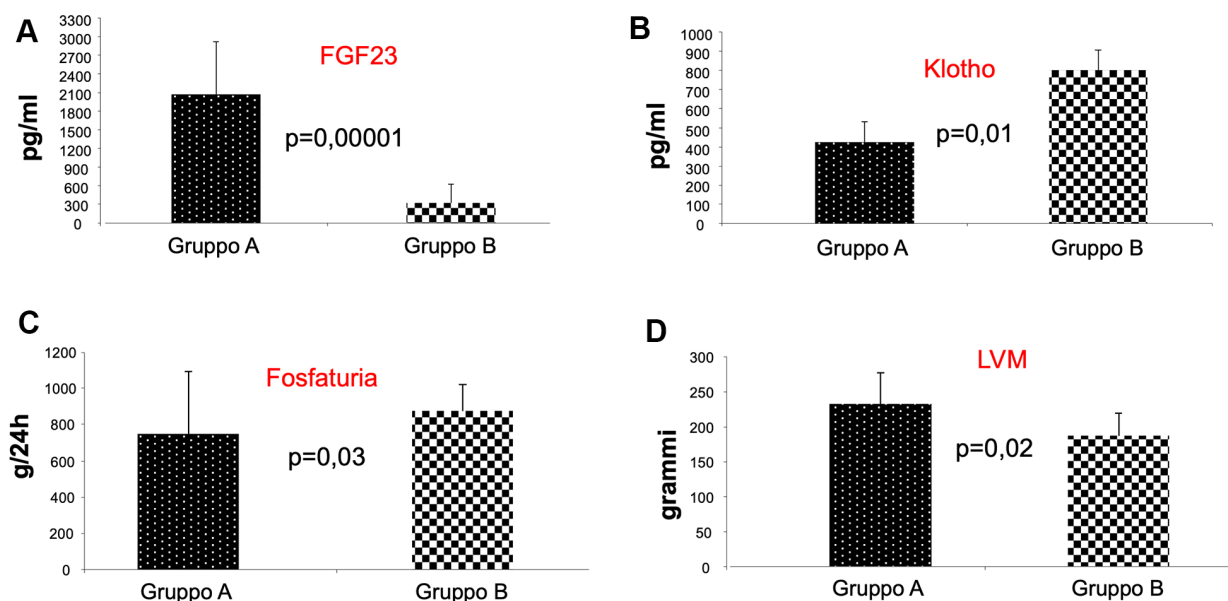 A
FGF23
pg/ml
3300
3000
2700
2400
2100
1800
1500
1200
900
600
300
0
p=0,00001
Gruppo A
Gruppo B
B
Klotho
pg/ml
1000
900
800
700
600
500
400
300
200
100
0
p=0,01
Gruppo A
Gruppo B
C
Fosfaturia
g/24h
1200
1000
800
600
400
200
0
p=0,03
Gruppo A
Gruppo B
D
LVM
grammi
300
250
200
150
100
50
0
p=0,02
Gruppo A
Gruppo B